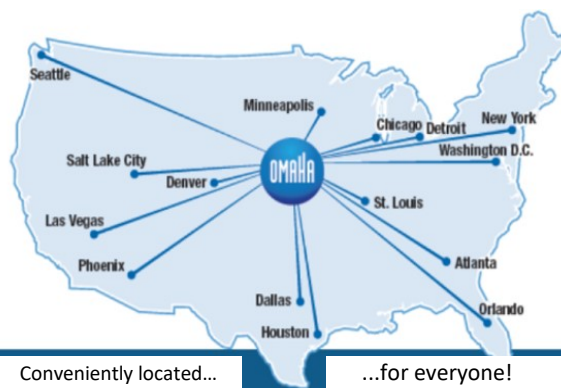 Seattle
Minneapolis
Chicago
Detroit
New York
Washington D.C.
Salt Lake City
Denver
OMAHA
St. Louis
Las Vegas
Phoenix
Atlanta
Dallas
Orlando
Houston
Conveniently located...
...for everyone!